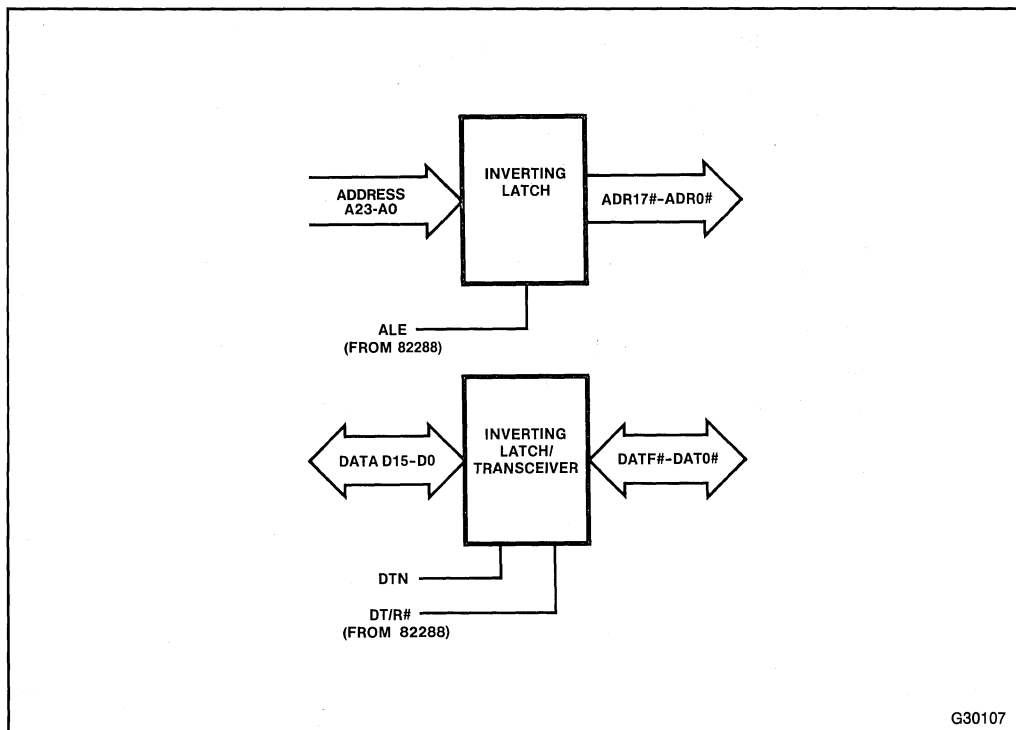 INVERTING
LATCH
ADDRESS
A23-A0
ADR17#-ADR0#
ALE
(FROM 82288)
INVERTING
LATCH/
TRANSCEIVER
DATA D15-D0
DATF#-DAT0#
DTN
DT/R#
(FROM 82288)
G30107